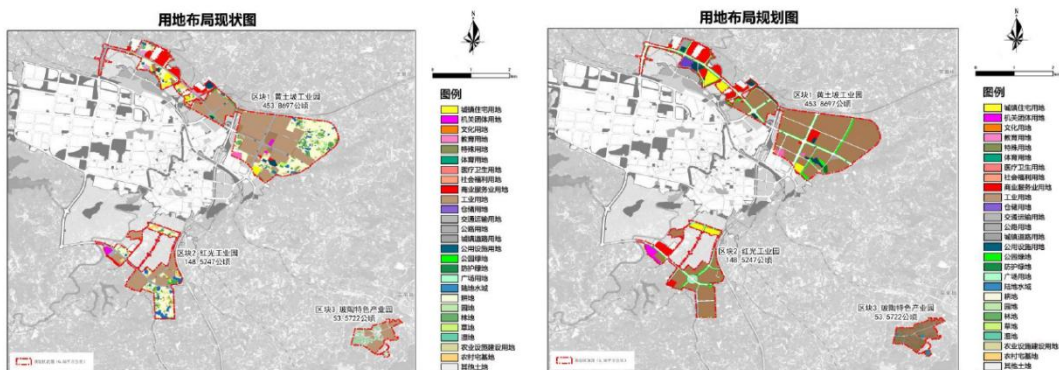 用地布局现状图
区块1 黄土坡工业园
453.8697公顷
区块2 红光工业园
148.5247公顷
区块3 玻陶特色产业园
53.5722公顷
图例
城镇住宅用地
机关团体用地
文化用地
教育用地
特殊用地
体育用地
医疗卫生用地
社会福利用地
商业服务业用地
工业用地
仓储用地
交通运输用地
公路用地
城镇道路用地
公用设施用地
公园绿地
防护绿地
广场用地
陆地水域
耕地
园地
林地
草地
湿地
农业设施建设用地
农村宅基地
其他土地
用地布局规划图
区块1 黄土坡工业园
453.8697公顷
区块2 红光工业园
148.5247公顷
区块3 玻陶特色产业园
53.5722公顷
图例
城镇住宅用地
机关团体用地
文化用地
教育用地
特殊用地
体育用地
医疗卫生用地
社会福利用地
商业服务业用地
工业用地
仓储用地
交通运输用地
公路用地
城镇道路用地
公用设施用地
公园绿地
防护绿地
广场用地
陆地水域
耕地
园地
林地
草地
湿地
农业设施建设用地
农村宅基地
其他土地